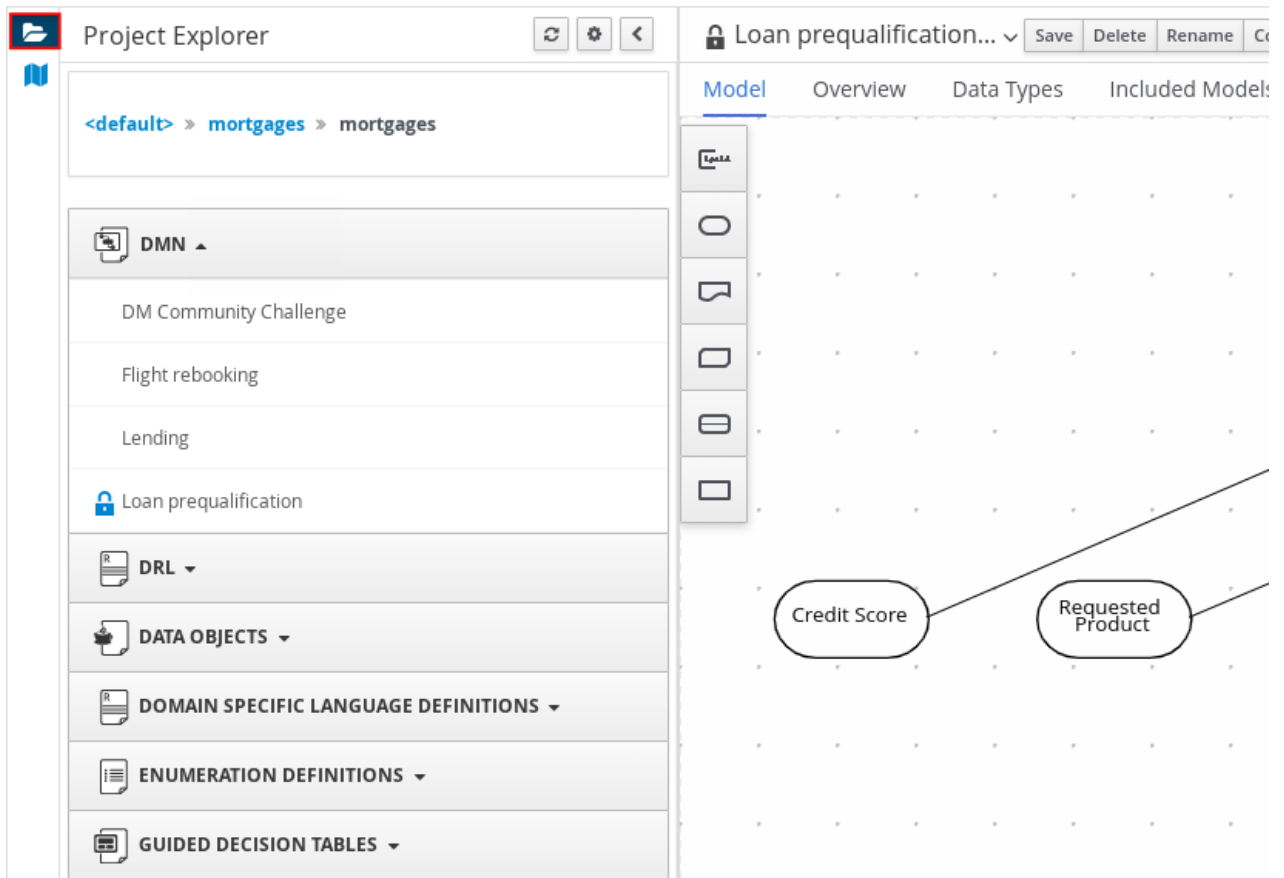 Project Explorer
<default> » mortgages » mortgages
DMN
DM Community Challenge
Flight rebooking
Lending
Loan prequalification
DRL
DATA OBJECTS
DOMAIN SPECIFIC LANGUAGE DEFINITIONS
ENUMERATION DEFINITIONS
GUIDED DECISION TABLES
Loan prequalification... Save Delete Rename
Model Overview Data Types Included Models
Credit Score
Requested
Product